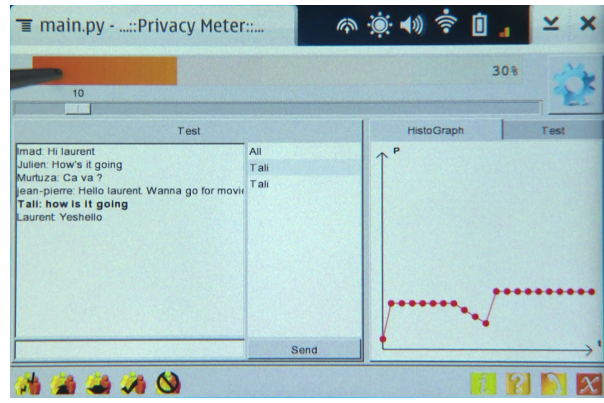 main.py - ...::Privacy Meter::...
30%
10
Test
HistoGraph
Test
Imad: Hi laurent
Julien: How's it going
Murtuza: Ca va ?
jean-pierre: Hello laurent. Wanna go for movie
Tali: how is it going
Laurent: Yeshello
All
Tali
Tali
P
t
Send
i
?
X